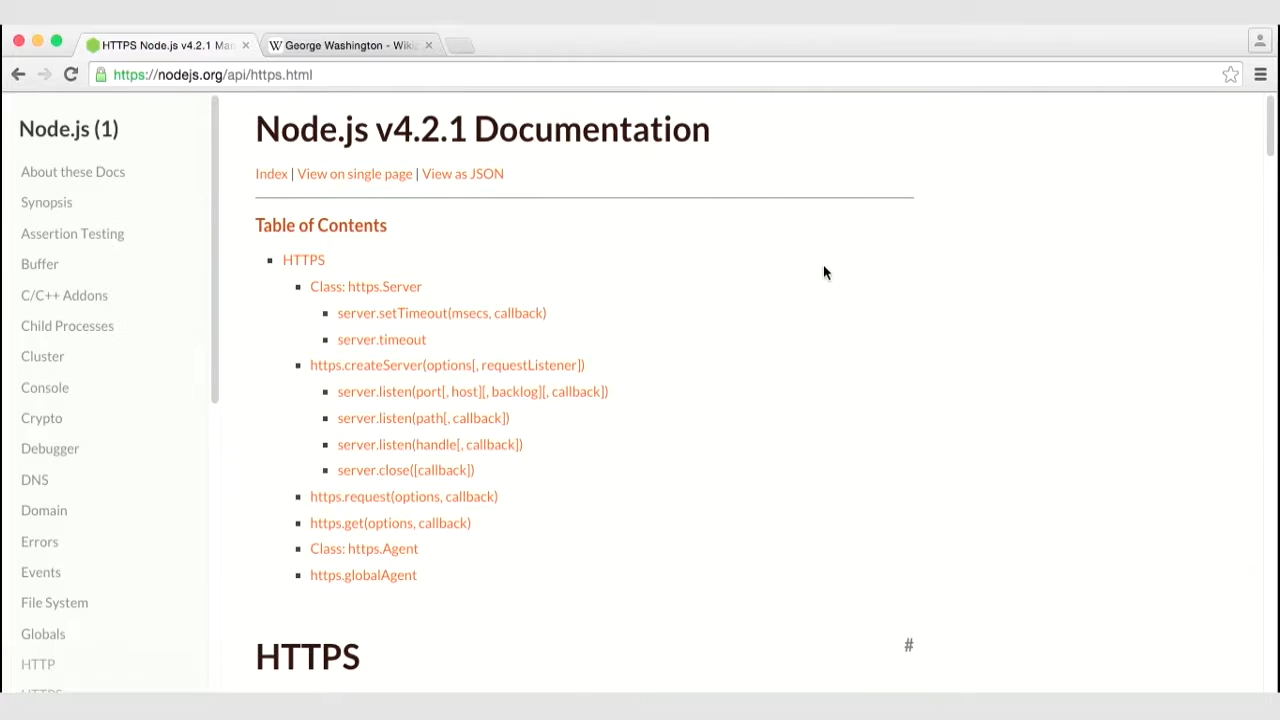 HTTPS Node.js v4.2.1 Man
George Washington - Wiki
https://nodejs.org/api/https.html
Node.js (1)
About these Docs
Synopsis
Assertion Testing
Buffer
C/C++ Addons
Child Processes
Cluster
Console
Crypto
Debugger
DNS
Domain
Errors
Events
File System
Globals
HTTP
HTTPS
Node.js v4.2.1 Documentation
Index | View on single page | View as JSON
Table of Contents
HTTPS
Class: https.Server
server.setTimeout(msecs, callback)
server.timeout
https.createServer(options[, requestListener])
server.listen(port[, host][, backlog][, callback])
server.listen(path[, callback])
server.listen(handle[, callback])
server.close([callback])
https.request(options, callback)
https.get(options, callback)
Class: https.Agent
https.globalAgent
HTTPS
#